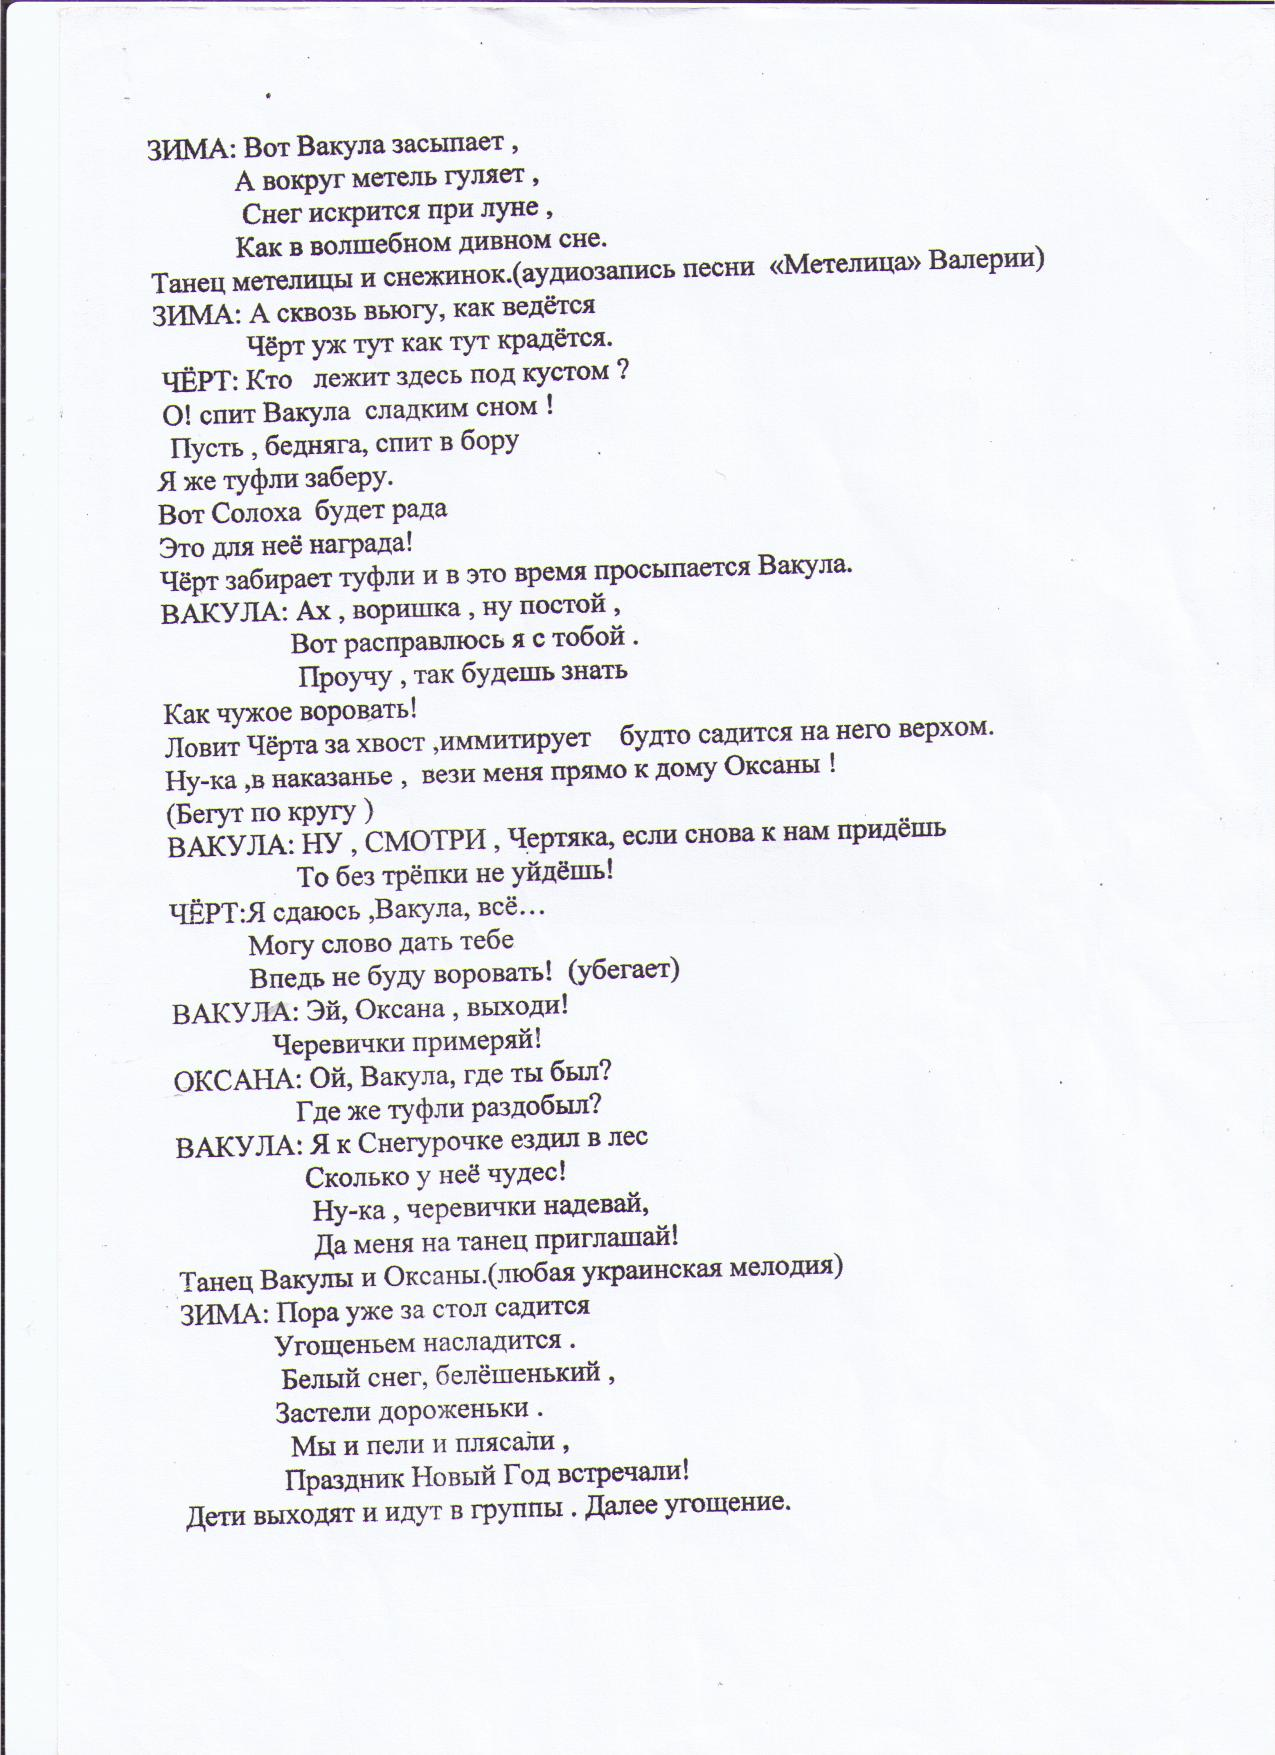 ЗИМА: Вот Вакула засыпает ,
А вокруг метель гуляет ,
Снег искрится при луне ,
Как в волшебном дивном сне.
Танец метелицы и снежинок.(аудиозапись песни «Метелица» Валерии)
ЗИМА: А сквозь вьюгу, как ведётся
Чёрт уж тут как тут крадётся.
ЧЁРТ: Кто лежит здесь под кустом ?
О! спит Вакула сладким сном !
Пусть , бедняга, спит в бору
Я же туфли заберу.
Вот Солоха будет рада
Это для неё награда!
Чёрт забирает туфли и в это время просыпается Вакула.
ВАКУЛА: Ах , воришка , ну постой ,
Вот расправлюсь я с тобой .
Проучу , так будешь знать
Как чужое воровать!
Ловит Чёрта за хвост ,иммитирует будто садится на него верхом.
Ну-ка ,в наказанье , вези меня прямо к дому Оксаны !
(Бегут по кругу )
ВАКУЛА: НУ , СМОТРИ , Чертяка, если снова к нам придёшь
То без трёпки не уйдёшь!
ЧЁРТ:Я сдаюсь ,Вакула, всё…
Могу слово дать тебе
Впедь не буду воровать! (убегает)
ВАКУЛА: Эй, Оксана , выходи!
Черевички примеряй!
ОКСАНА: Ой, Вакула, где ты был?
Где же туфли раздобыл?
ВАКУЛА: Я к Снегурочке ездил в лес
Сколько у неё чудес!
Ну-ка , черевички надевай,
Да меня на танец приглашай!
Танец Вакулы и Оксаны.(любая украинская мелодия)
ЗИМА: Пора уже за стол садится
Угощеньем насладится .
Белый снег, белёшенький ,
Застели дороженьки .
Мы и пели и плясали ,
Праздник Новый Год встречали!
Дети выходят и идут в группы . Далее угощение.